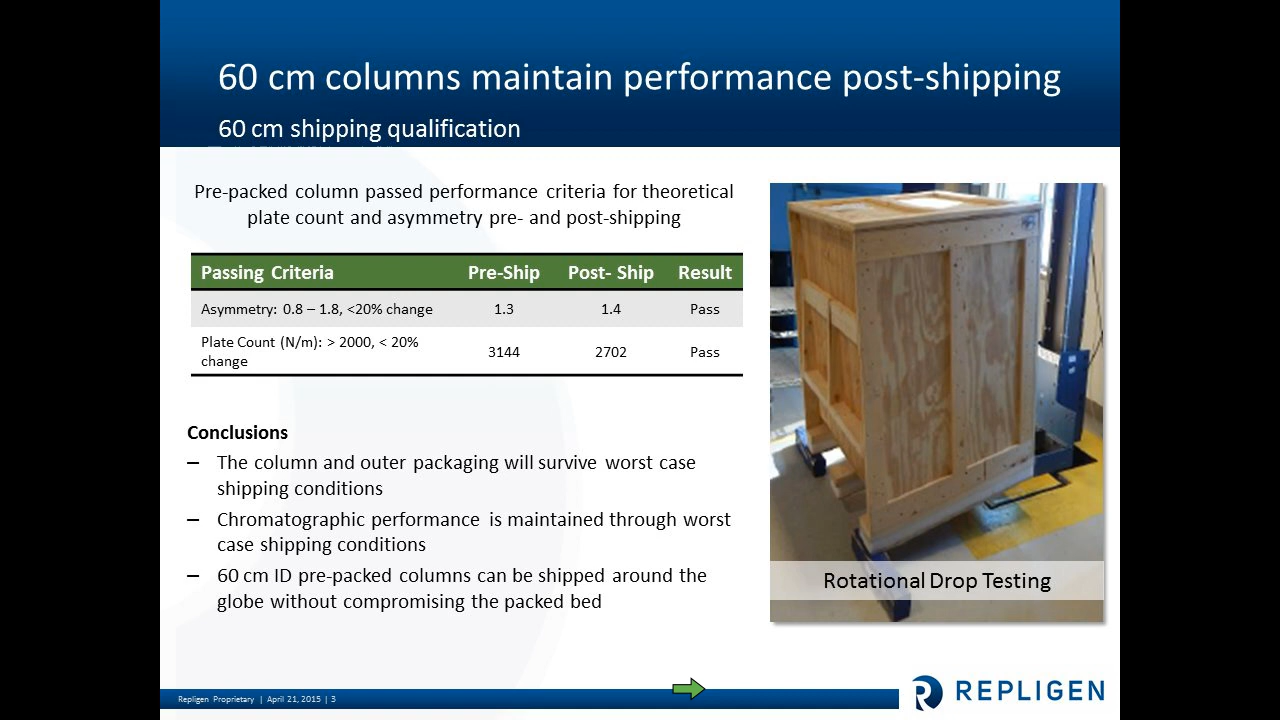 60 cm columns maintain performance post-shipping
60 cm shipping qualification
Pre-packed column passed performance criteria for theoretical
plate count and asymmetry pre- and post-shipping
Passing Criteria Pre-Ship Post- Ship Result
Asymmetry: 0.8 – 1.8, <20% change 1.3 1.4 Pass
Plate Count (N/m): > 2000, < 20%
change 3144 2702 Pass
Conclusions
– The column and outer packaging will survive worst case
shipping conditions
– Chromatographic performance is maintained through worst
case shipping conditions
– 60 cm ID pre-packed columns can be shipped around the
globe without compromising the packed bed
Rotational Drop Testing
Repligen Proprietary | April 21, 2015 | 3
REPLIGEN